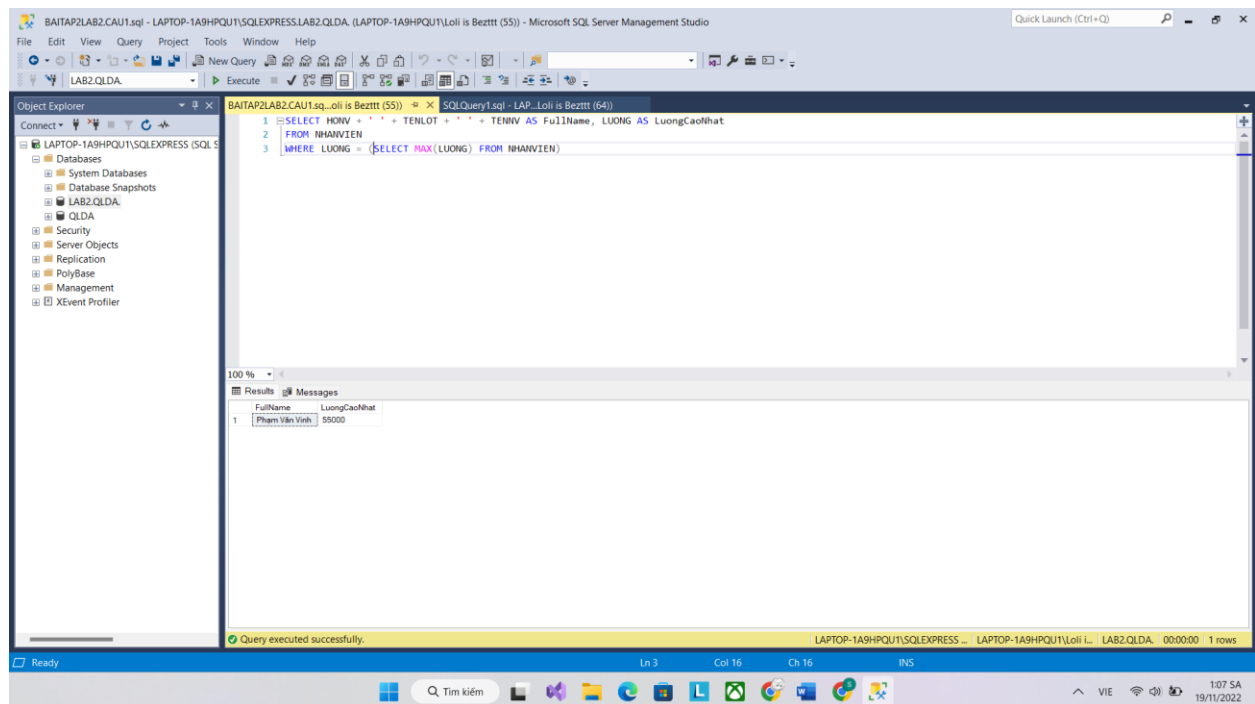 BAITAP2LAB2.CAU1.sql - LAPTOP-1A9HPQU1\SQLEXPRESS.LAB2.QLDA. (LAPTOP-1A9HPQU1\Loli is Bezttt (55)) - Microsoft SQL Server Management Studio
Quick Launch (Ctrl+Q)
File Edit View Query Project Tools Window Help
New Query
LAB2.QLDA. Execute
Object Explorer
BAITAP2LAB2.CAU1.sq...oli is Bezttt (55)) SQLQuery1.sql - LAP...Loli is Bezttt (64))
Connect
LAPTOP-1A9HPQU1\SQLEXPRESS (SQL S
Databases
System Databases
Database Snapshots
LAB2.QLDA.
QLDA
Security
Server Objects
Replication
PolyBase
Management
XEvent Profiler
1 SELECT HONV + ' ' + TENLOT + ' ' + TENNV AS FullName, LUONG AS LuongCaoNhat
2 FROM NHANVIEN
3 WHERE LUONG = (SELECT MAX(LUONG) FROM NHANVIEN)
100 %
Results Messages
FullName LuongCaoNhat
1 Phạm Văn Vinh 55000
Query executed successfully. LAPTOP-1A9HPQU1\SQLEXPRESS ... LAPTOP-1A9HPQU1\Loli i... LAB2.QLDA. 00:00:00 1 rows
Ready Ln 3 Col 16 Ch 16 INS
Tìm kiếm
VIE
1:07 SA
19/11/2022